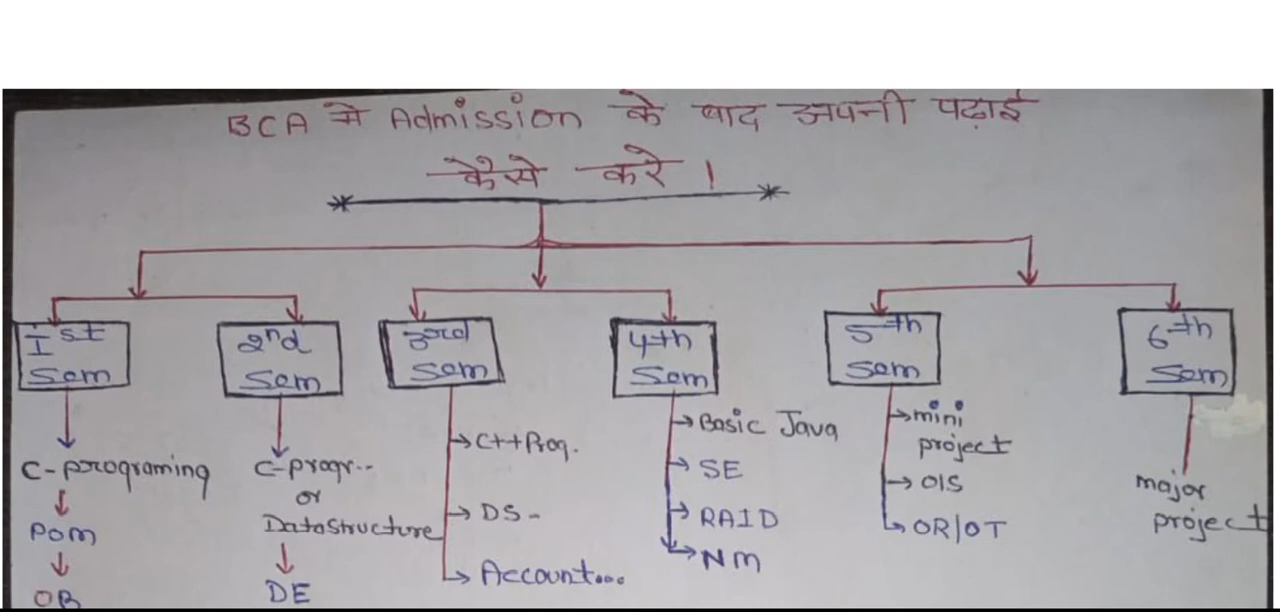 BCA मे Admission के बाद अपनी पढ़ाई
कैसे करे ।
Ist
Sem
2nd
Sem
3rd
Sem
4th
Sem
5th
Sem
6th
Sem
C-programing
POM
OB
C-progr..
or
Datastructure
DE
C++Prog.
DS-
Account...
Basic Java
SE
RAID
NM
mini
project
OIS
OR/OT
major
project